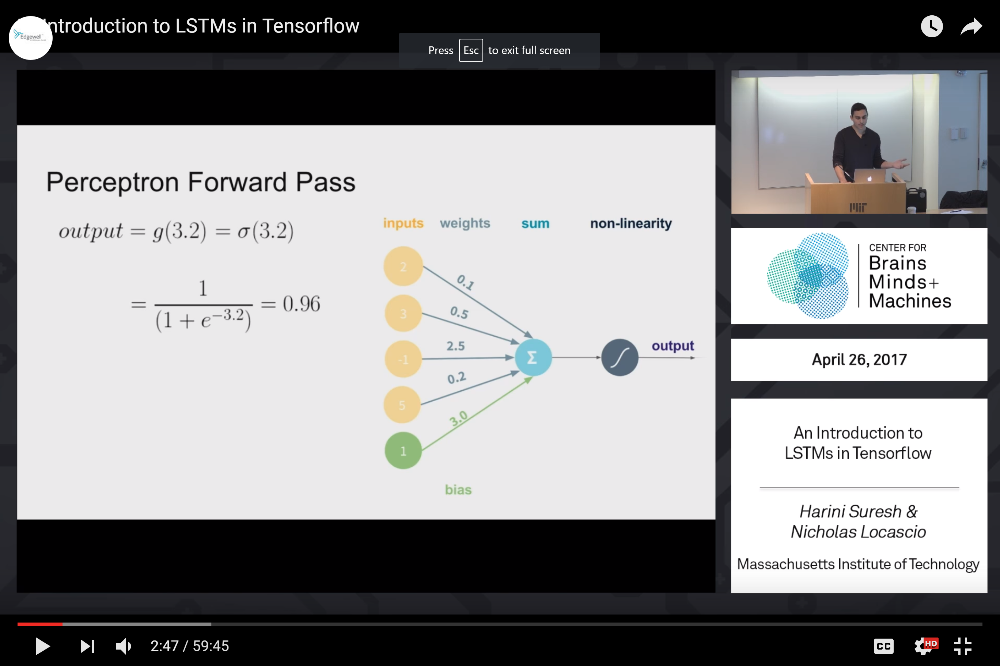 Introduction to LSTMs in Tensorflow
Edgewell
PERSONAL CARE
Press Esc to exit full screen
Perceptron Forward Pass
output = g(3.2) = σ(3.2)
= 1 / (1 + e^{-3.2}) = 0.96
inputs weights sum non-linearity
2
0.1
3
0.5
-1
2.5
Σ
output
5
0.2
1
3.0
bias
MIT
CENTER FOR
Brains
Minds+
Machines
April 26, 2017
An Introduction to
LSTMs in Tensorflow
Harini Suresh &
Nicholas Locascio
Massachusetts Institute of Technology
2:47 / 59:45
CC
HD